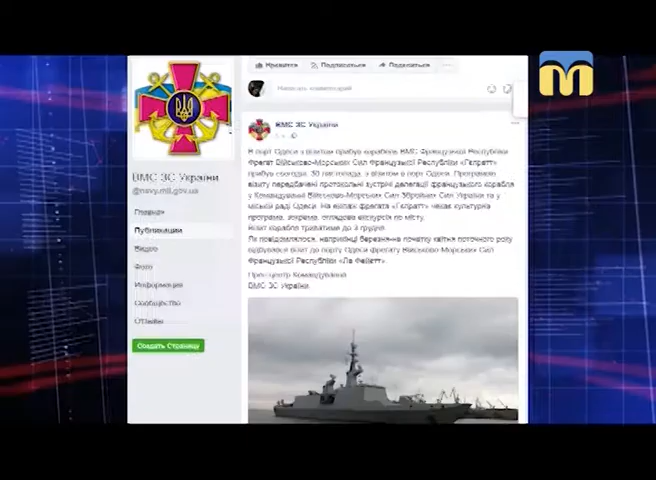 Нравится Подписаться Поделиться
Написать комментарий
ВМС ЗС України
В порт Одеси з візитом прибув корабель ВМС Французької Республіки
Фрегат Військово-Морських Сил Французької Республіки «Гепратт»
прибув сьогодні, 30 листопада, з візитом в порт Одеси. Програмою
візиту передбачені протокольні зустрічі делегації французького корабля
у Командуванні Військово-Морських Сил Збройних Сил України та у
міській раді Одеси. На екіпаж фрегата «Гепратт» чекає культурна
програма, зокрема, оглядова екскурсія по місту.
Візит корабля триватиме до 3 грудня.
Як повідомлялося, наприкінці березня-на початку квітня поточного року
відбувався візит до порту Одеси фрегату Військово-Морських Сил
Французької Республіки «Ла Файєтт».
Прес-центр Командування
ВМС ЗС України
ВМС ЗС України
@navy.mil.gov.ua
Главная
Публикации
Видео
Фото
Информация
Сообщество
Отзывы
Создать Страницу